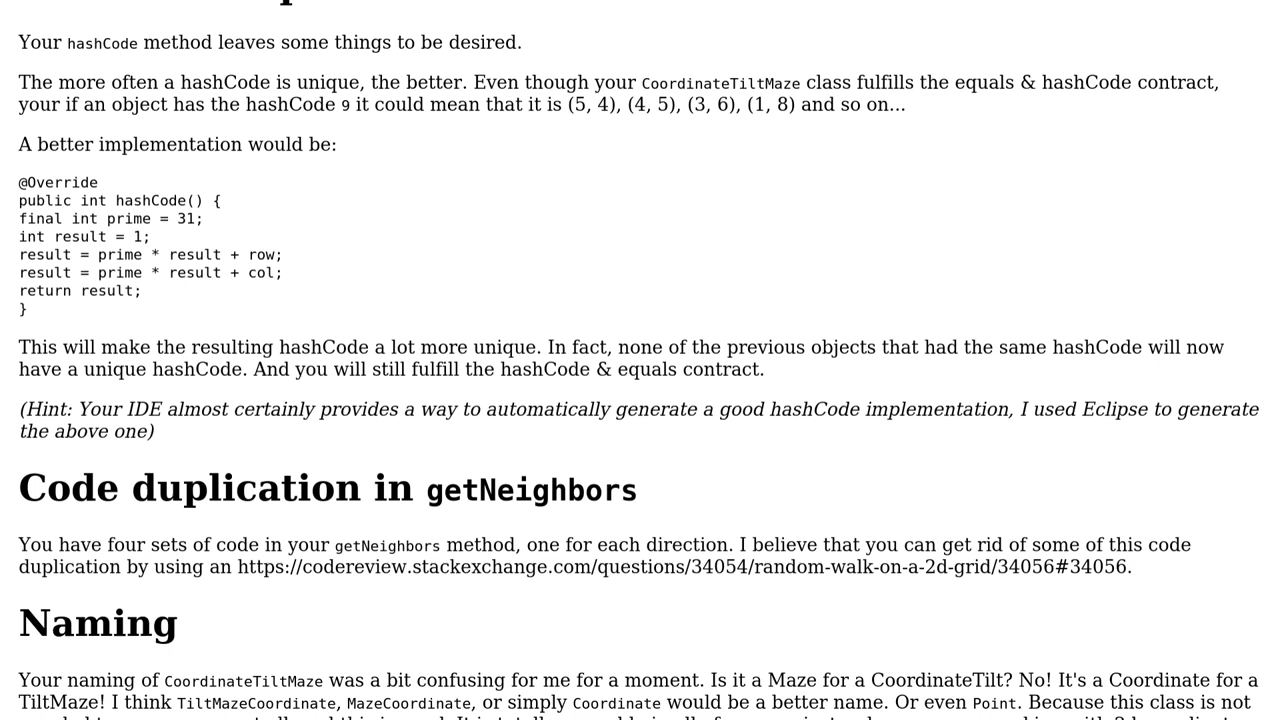 Your hashCode method leaves some things to be desired.
The more often a hashCode is unique, the better. Even though your CoordinateTiltMaze class fulfills the equals & hashCode contract,
your if an object has the hashCode 9 it could mean that it is (5, 4), (4, 5), (3, 6), (1, 8) and so on...
A better implementation would be:
@Override
public int hashCode() {
final int prime = 31;
int result = 1;
result = prime * result + row;
result = prime * result + col;
return result;
}
This will make the resulting hashCode a lot more unique. In fact, none of the previous objects that had the same hashCode will now
have a unique hashCode. And you will still fulfill the hashCode & equals contract.
(Hint: Your IDE almost certainly provides a way to automatically generate a good hashCode implementation, I used Eclipse to generate
the above one)
Code duplication in getNeighbors
You have four sets of code in your getNeighbors method, one for each direction. I believe that you can get rid of some of this code
duplication by using an https://codereview.stackexchange.com/questions/34054/random-walk-on-a-2d-grid/34056#34056.
Naming
Your naming of CoordinateTiltMaze was a bit confusing for me for a moment. Is it a Maze for a CoordinateTilt? No! It's a Coordinate for a
TiltMaze! I think TiltMazeCoordinate, MazeCoordinate, or simply Coordinate would be a better name. Or even Point. Because this class is not